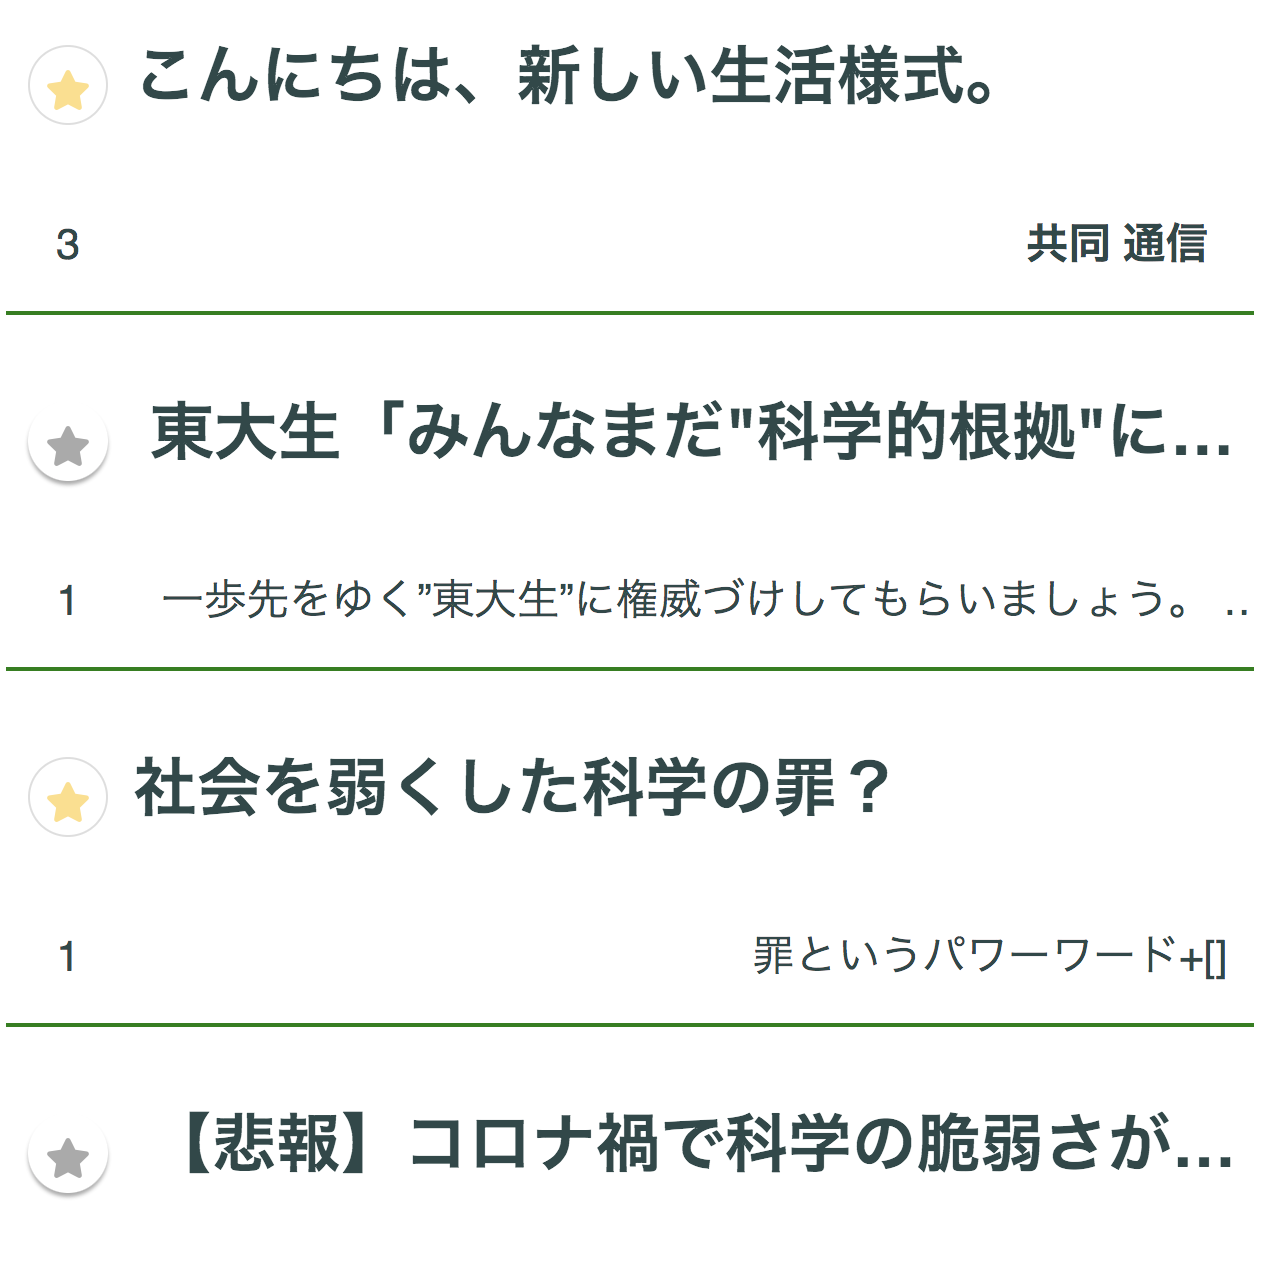 こんにちは、新しい生活様式。
3 共同 通信
東大生「みんなまだ"科学的根拠"に...
1 一歩先をゆく”東大生”に権威づけしてもらいましょう。 ..
社会を弱くした科学の罪？
1 罪というパワーワード+[]
【悲報】コロナ禍で科学の脆弱さが...